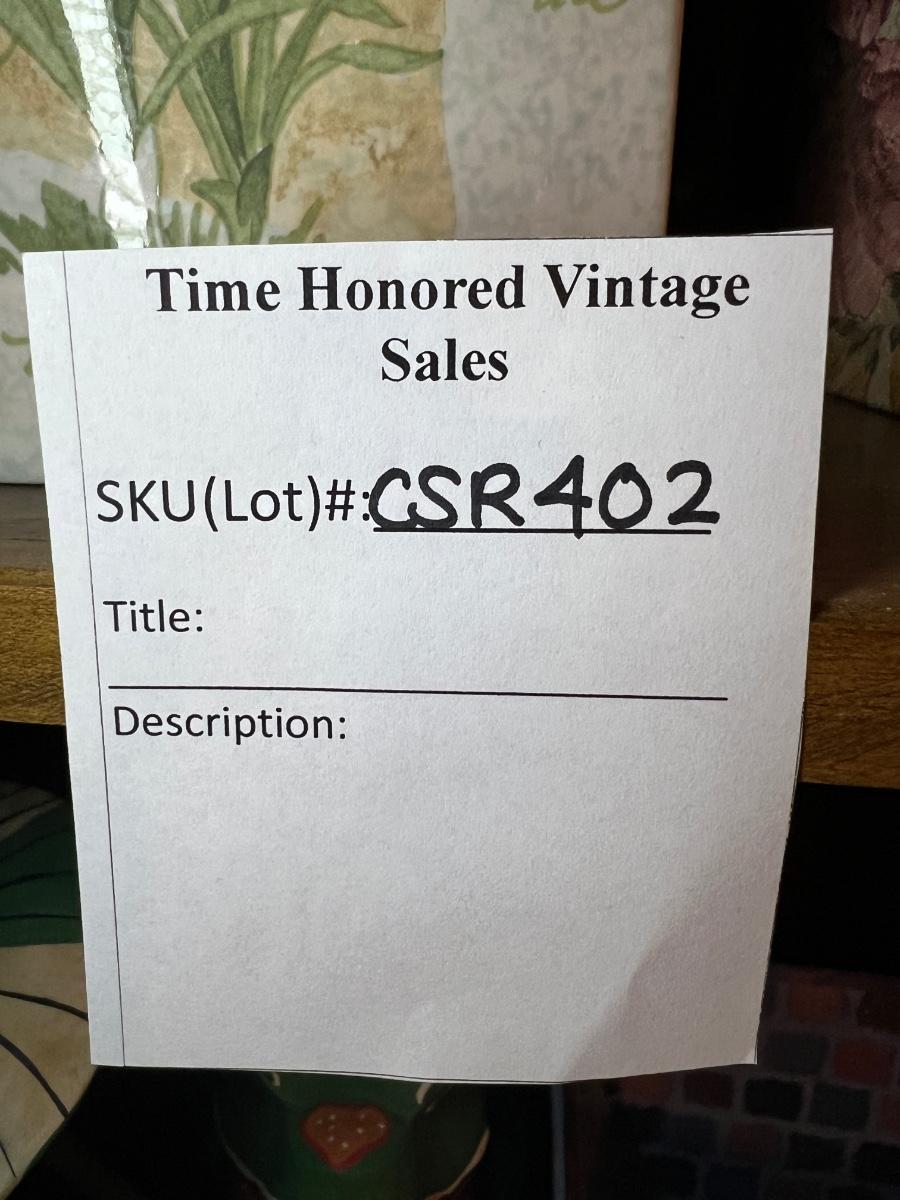 Time Honored Vintage
Sales
SKU(Lot)#:CSR402
Title:
Description: